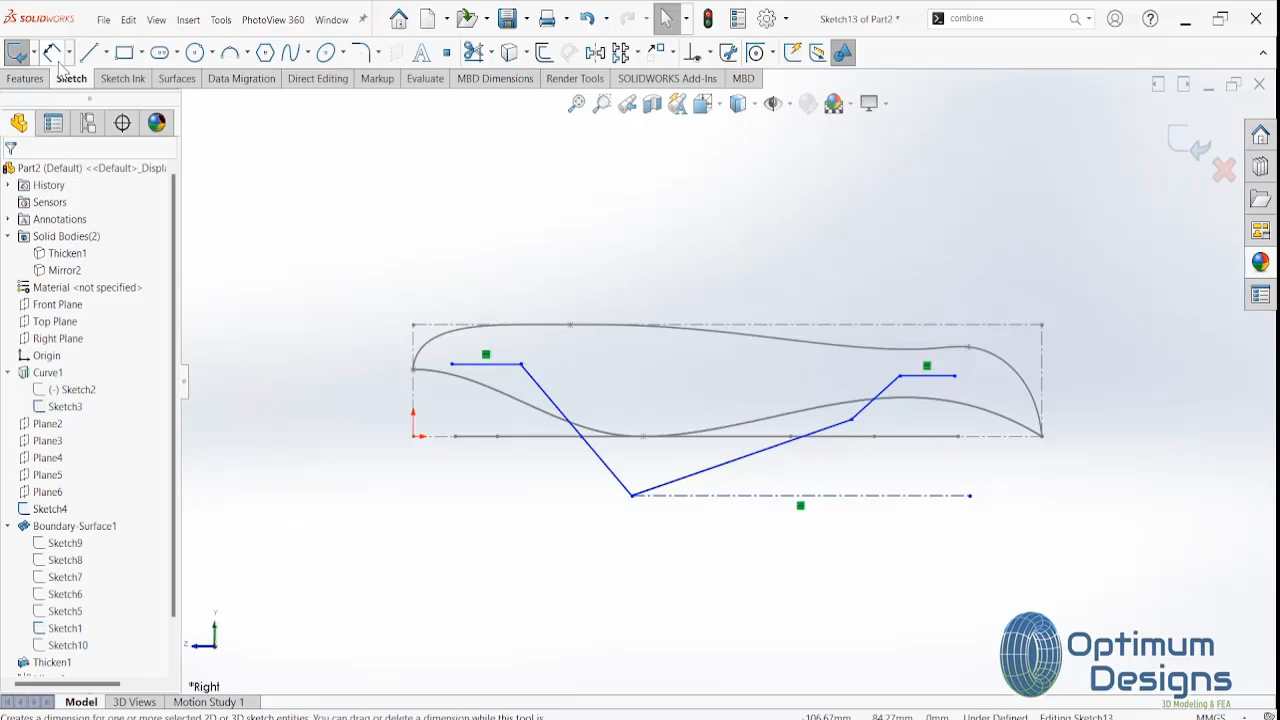 SOLIDWORKS File Edit View Insert Tools PhotoView 360 Window Sketch13 of Part2 * combine
Features Sketch Sketch Ink Surfaces Data Migration Direct Editing Markup Evaluate MBD Dimensions Render Tools SOLIDWORKS Add-Ins MBD
Part2 (Default) <<Default>_Displa
History
Sensors
Annotations
Solid Bodies(2)
Thicken1
Mirror2
Material <not specified>
Front Plane
Top Plane
Right Plane
Origin
Curve1
(-) Sketch2
Sketch3
Plane2
Plane3
Plane4
Plane5
Plane6
Sketch4
Boundary-Surface1
Sketch9
Sketch8
Sketch7
Sketch6
Sketch5
Sketch1
Sketch10
Thicken1
Y
Z
*Right
Optimum
Designs
3D Modeling & FEA
Model 3D Views Motion Study 1
Creates a dimension for one or more selected 2D or 3D sketch entities. You can drag or delete a dimension while this tool is -106.67mm 84.27mm 0mm Under Defined Editing Sketch13 MMGS